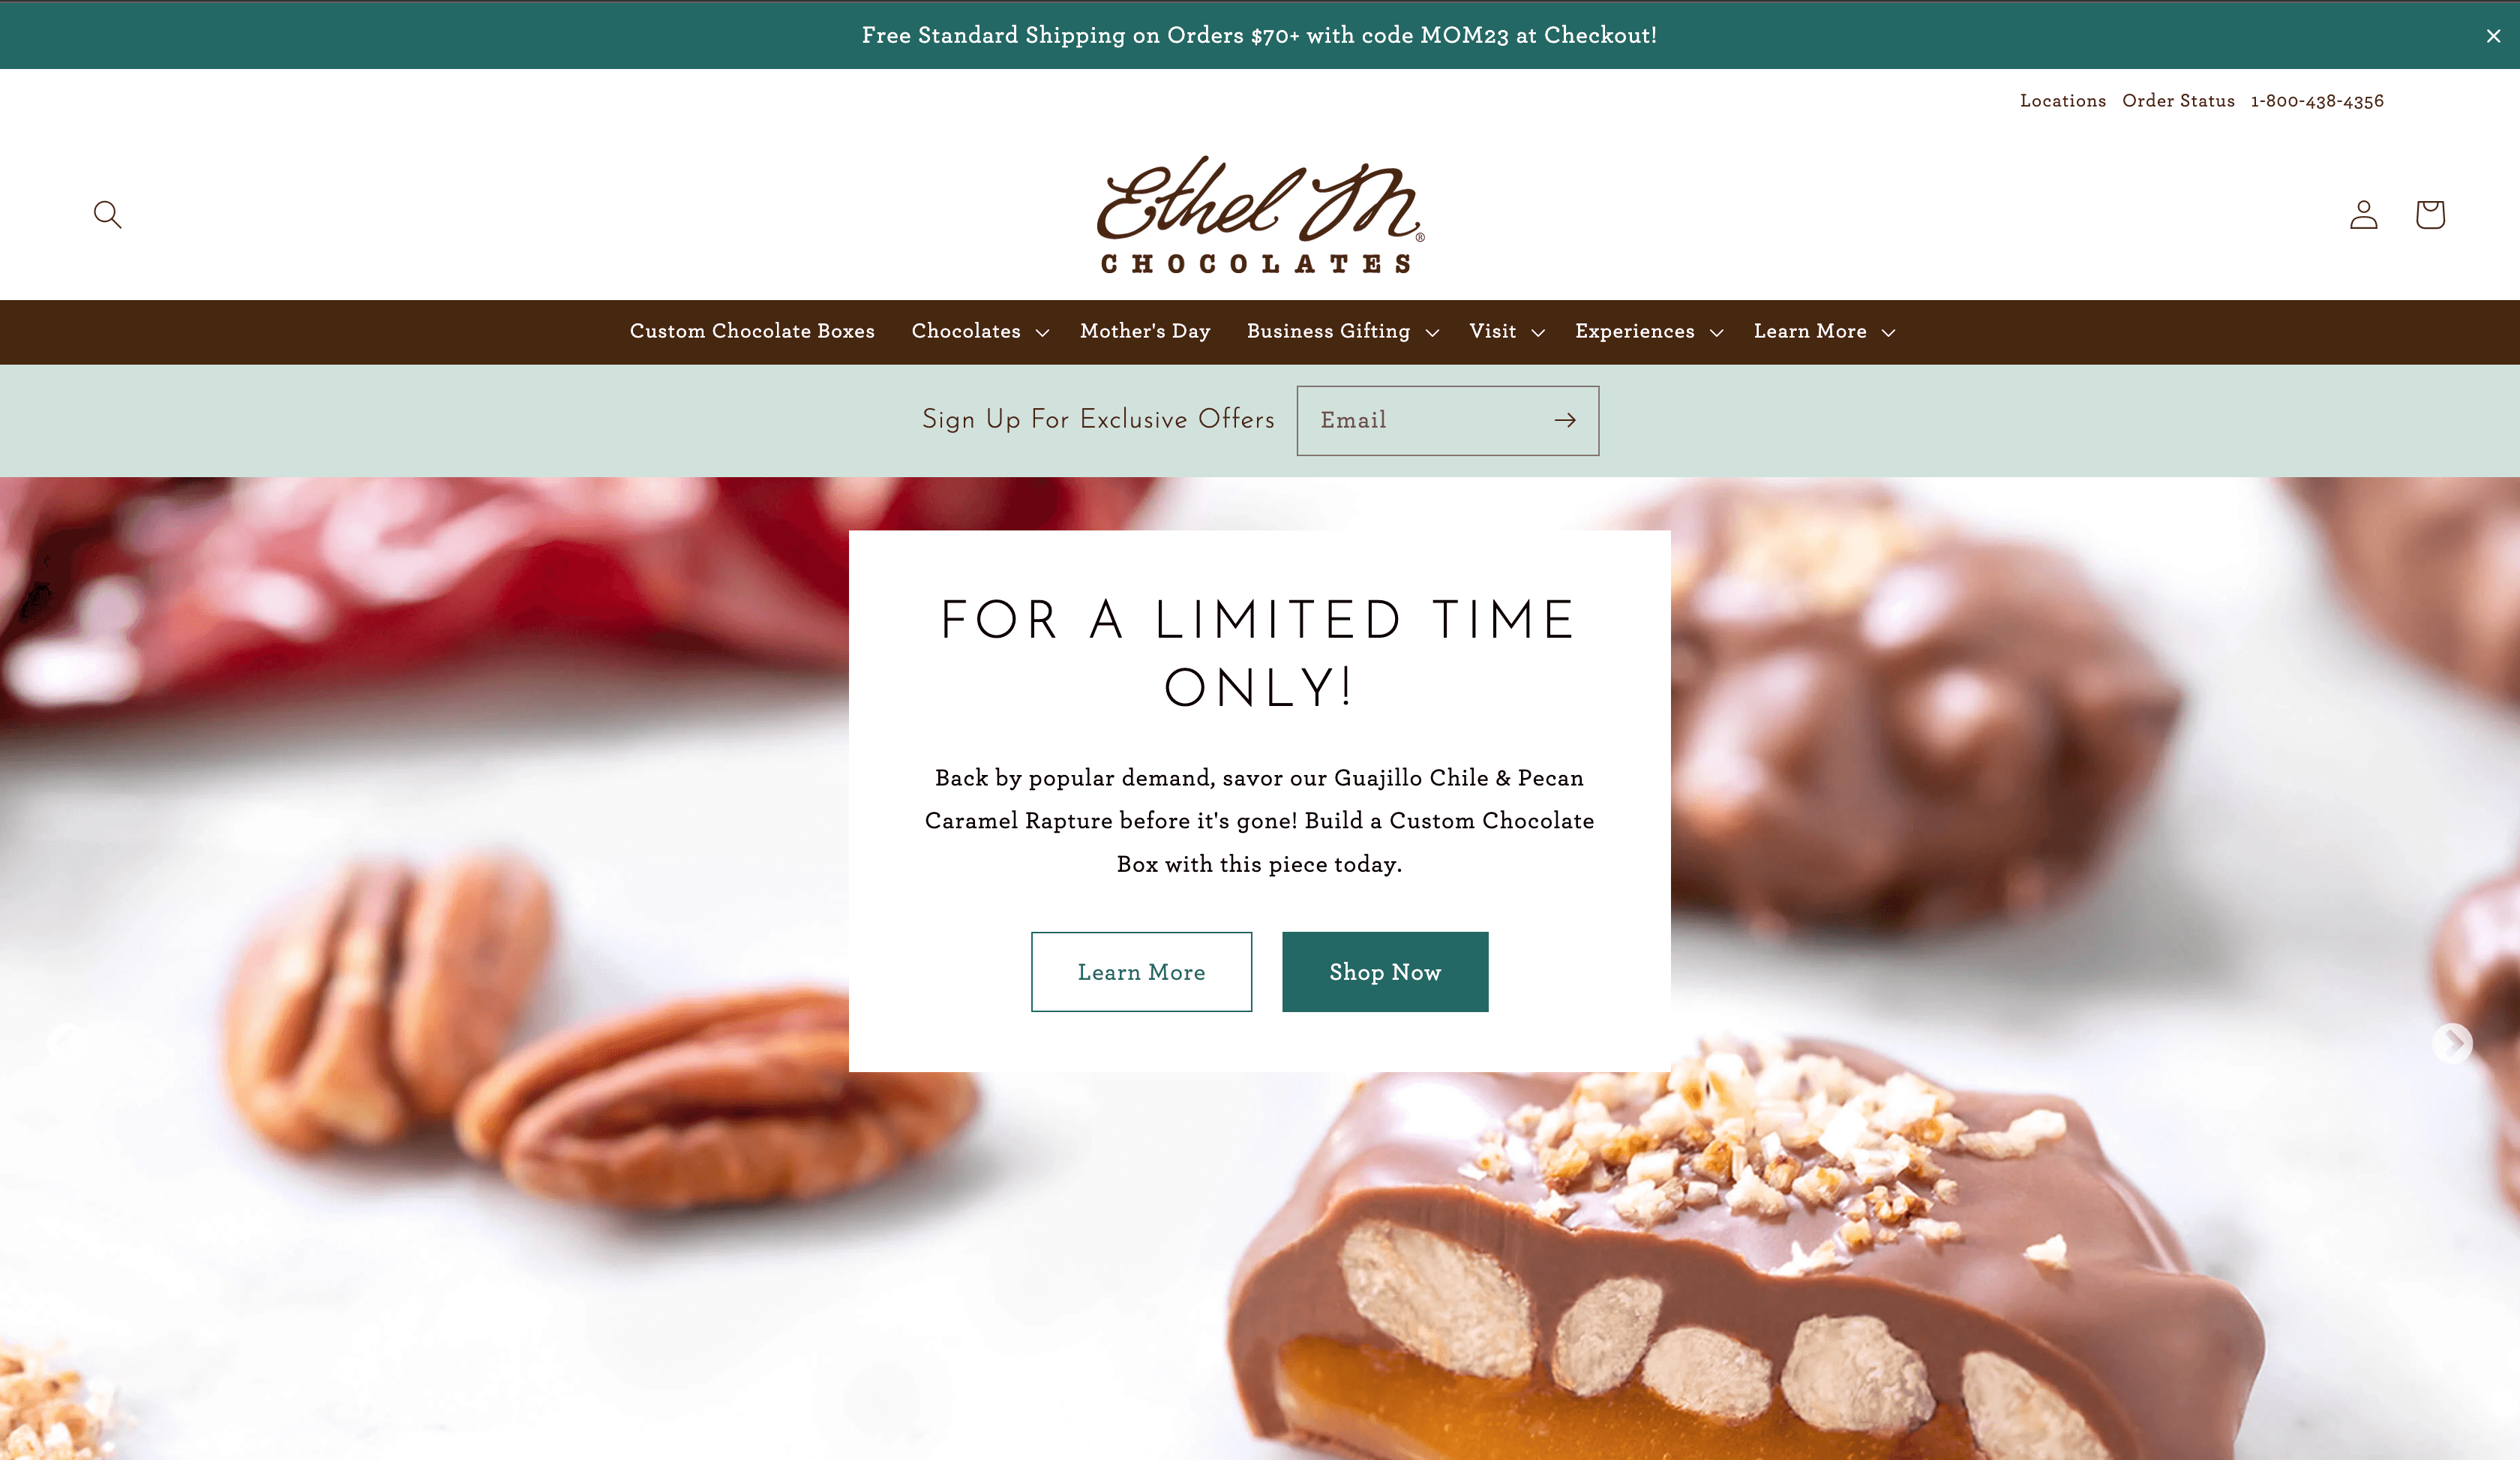 Free Standard Shipping on Orders $70+ with code MOM23 at Checkout!
Locations Order Status 1-800-438-4356
Ethel M®
CHOCOLATES
Custom Chocolate Boxes Chocolates Mother's Day Business Gifting Visit Experiences Learn More
Sign Up For Exclusive Offers Email
FOR A LIMITED TIME
ONLY!
Back by popular demand, savor our Guajillo Chile & Pecan
Caramel Rapture before it's gone! Build a Custom Chocolate
Box with this piece today.
Learn More Shop Now